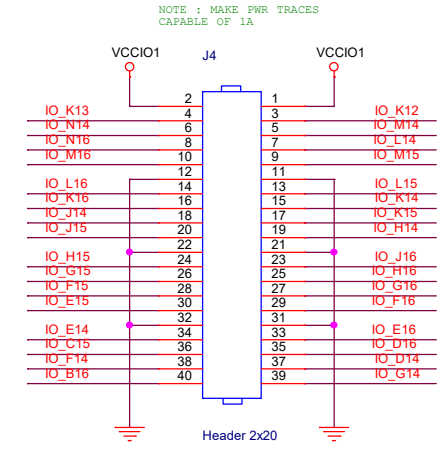 NOTE : MAKE PWR TRACES
CAPABLE OF 1A
VCCIO1 J4 VCCIO1
2 1
IO_K13 4 3 IO_K12
IO_N14 6 5 IO_M14
IO_N16 8 7 IO_L14
IO_M16 10 9 IO_M15
12 11
IO_L16 14 13 IO_L15
IO_K16 16 15 IO_K14
IO_J14 18 17 IO_K15
IO_J15 20 19 IO_H14
22 21
IO_H15 24 23 IO_J16
IO_G15 26 25 IO_H16
IO_F15 28 27 IO_G16
IO_E15 30 29 IO_F16
32 31
IO_E14 34 33 IO_E16
IO_C15 36 35 IO_D16
IO_F14 38 37 IO_D14
IO_B16 40 39 IO_G14
Header 2x20